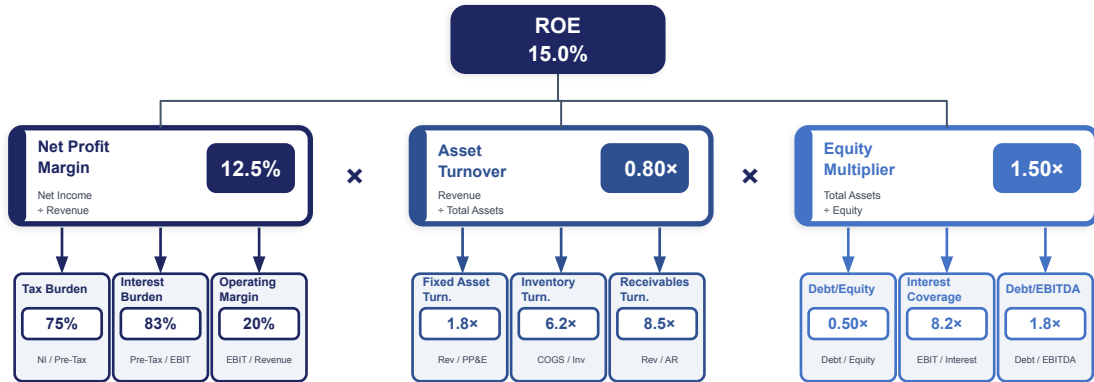 ROE
15.0%
Net Profit
Margin
12.5%
Net Income
÷ Revenue
×
Asset
Turnover
0.80×
Revenue
÷ Total Assets
×
Equity
Multiplier
1.50×
Total Assets
÷ Equity
Tax Burden
75%
NI / Pre-Tax
Interest
Burden
83%
Pre-Tax / EBIT
Operating
Margin
20%
EBIT / Revenue
Fixed Asset
Turn.
1.8×
Rev / PP&E
Inventory
Turn.
6.2×
COGS / Inv
Receivables
Turn.
8.5×
Rev / AR
Debt/Equity
0.50×
Debt / Equity
Interest
Coverage
8.2×
EBIT / Interest
Debt/EBITDA
1.8×
Debt / EBITDA